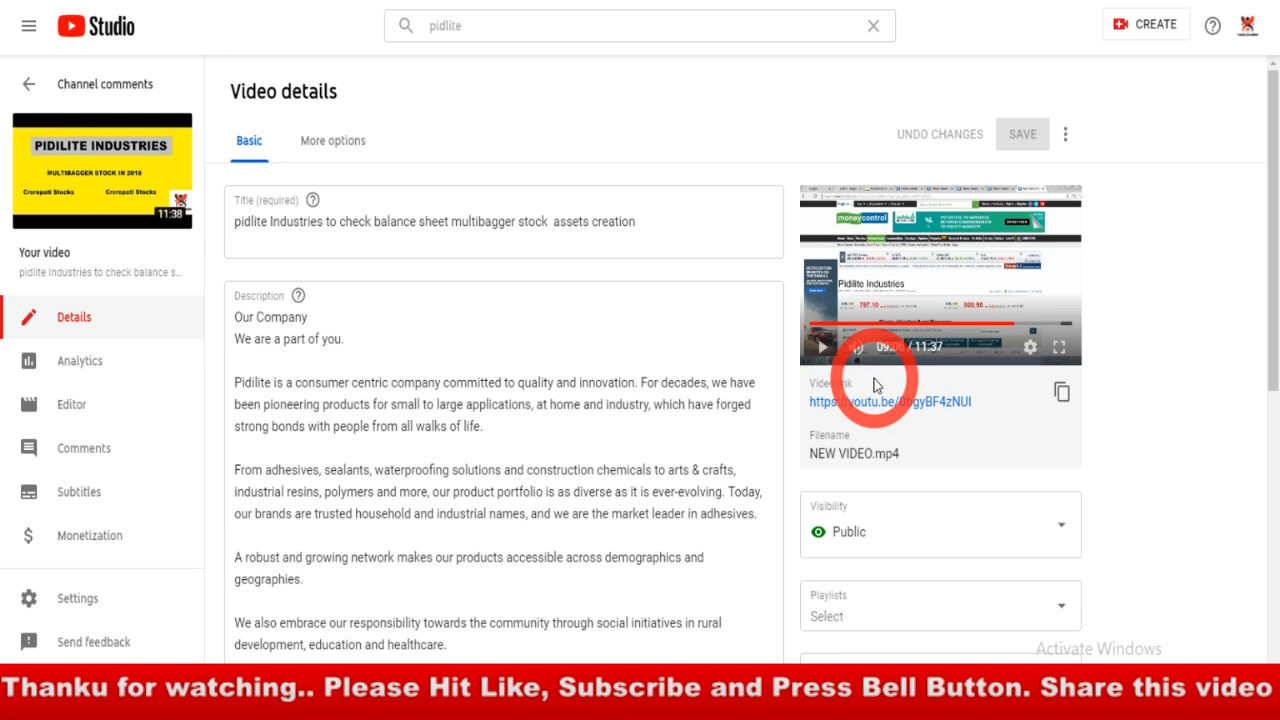 Studio
pidlite
CREATE
Channel comments
PIDILITE INDUSTRIES
MULTIBAGGER STOCK IN 2018
Crorepati Stocks Crorepati Stocks
11:38
Your video
pidlite Industries to check balance s...
Details
Analytics
Editor
Comments
Subtitles
Monetization
Settings
Send feedback
Video details
Basic
More options
UNDO CHANGES
SAVE
Title (required)
pidlite Industries to check balance sheet multibagger stock assets creation
Description
Our Company
We are a part of you.
Pidilite is a consumer centric company committed to quality and innovation. For decades, we have
been pioneering products for small to large applications, at home and industry, which have forged
strong bonds with people from all walks of life.
From adhesives, sealants, waterproofing solutions and construction chemicals to arts & crafts,
industrial resins, polymers and more, our product portfolio is as diverse as it is ever-evolving. Today,
our brands are trusted household and industrial names, and we are the market leader in adhesives.
A robust and growing network makes our products accessible across demographics and
geographies.
We also embrace our responsibility towards the community through social initiatives in rural
development, education and healthcare.
moneycontrol
Pidilite Industries
797.10
800.90
09:06 / 11:37
Video link
https://youtu.be/0bgyBF4zNUI
Filename
NEW VIDEO.mp4
Visibility
Public
Playlists
Select
Activate Windows
Thanku for watching.. Please Hit Like, Subscribe and Press Bell Button. Share this video